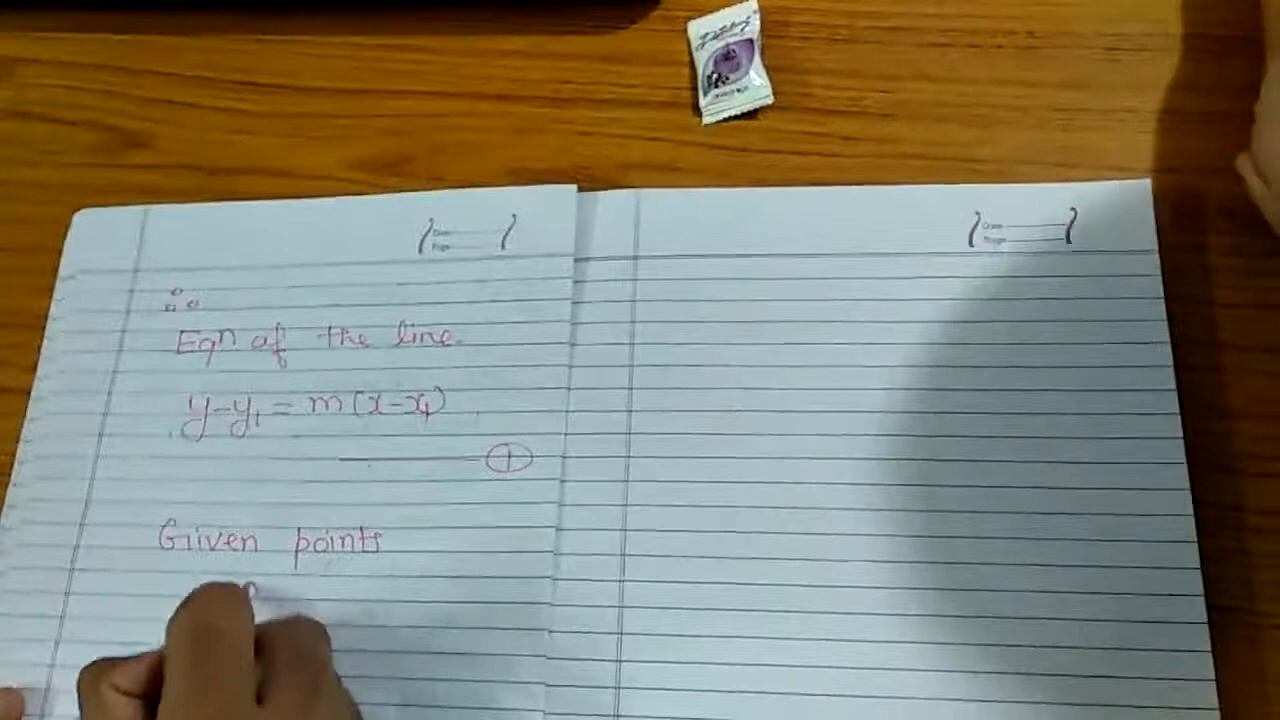 ∴
Eqn of the line.
y-y₁ = m(x-x₁)
①
Given points